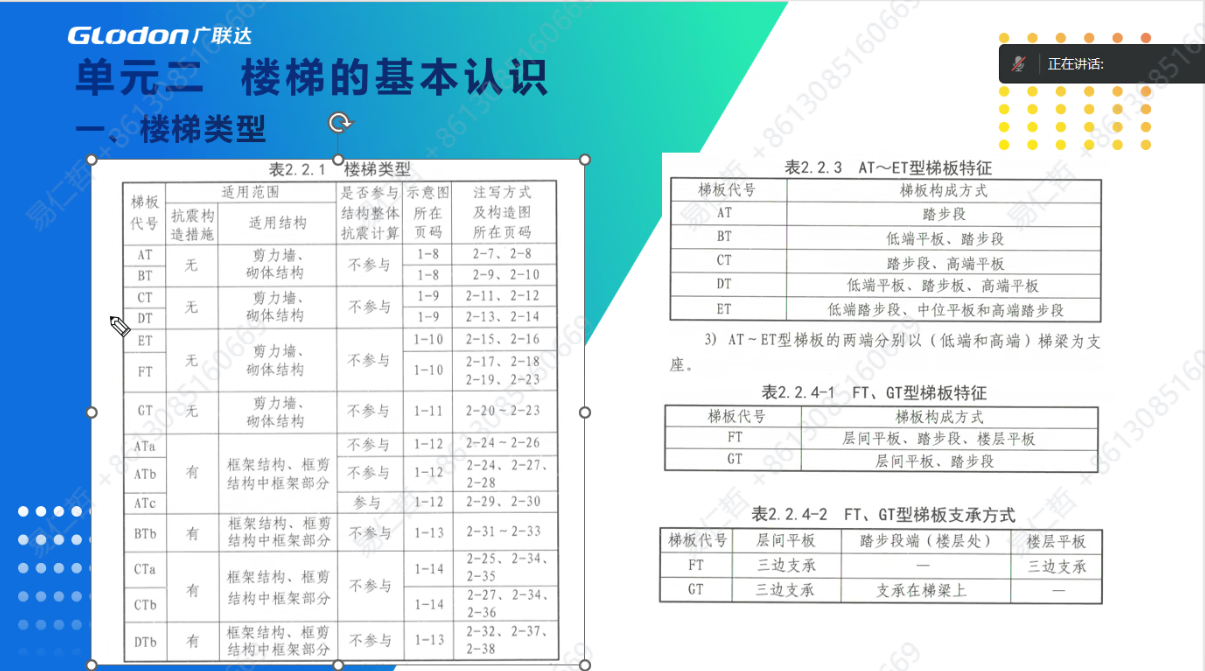 GLodon广联达
单元二 楼梯的基本认识
一、楼梯类型
正在讲话:
表2.2.1 楼梯类型
梯板代号 适用范围 是否参与结构整体抗震计算 示意图所在页码 注写方式及构造图所在页码
抗震构造措施 适用结构
AT 无 剪力墙、砌体结构 不参与 1-8 2-7、2-8
BT 1-8 2-9、2-10
CT 无 剪力墙、砌体结构 不参与 1-9 2-11、2-12
DT 1-9 2-13、2-14
ET 无 剪力墙、砌体结构 不参与 1-10 2-15、2-16
FT 1-10 2-17、2-18
2-19、2-23
GT 无 剪力墙、砌体结构 不参与 1-11 2-20~2-23
ATa 有 框架结构、框剪结构中框架部分 不参与 1-12 2-24~2-26
ATb 不参与 1-12 2-24、2-27、
2-28
ATc 参与 1-12 2-29、2-30
BTb 有 框架结构、框剪结构中框架部分 不参与 1-13 2-31~2-33
CTa 有 框架结构、框剪结构中框架部分 不参与 1-14 2-25、2-34、
2-35
CTb 1-14 2-27、2-34、
2-36
DTb 有 框架结构、框剪结构中框架部分 不参与 1-13 2-32、2-37、
2-38
表2.2.3 AT～ET型梯板特征
梯板代号 梯板构成方式
AT 踏步段
BT 低端平板、踏步段
CT 踏步段、高端平板
DT 低端平板、踏步板、高端平板
ET 低端踏步段、中位平板和高端踏步段
3) AT~ET型梯板的两端分别以(低端和高端)梯梁为支
座。
表2.2.4-1 FT、GT型梯板特征
梯板代号 梯板构成方式
FT 层间平板、踏步段、楼层平板
GT 层间平板、踏步段
表2.2.4-2 FT、GT型梯板支承方式
梯板代号 层间平板 踏步段端(楼层处) 楼层平板
FT 三边支承 — 三边支承
GT 三边支承 支承在梯梁上 —
易仁哲 +8613085160669